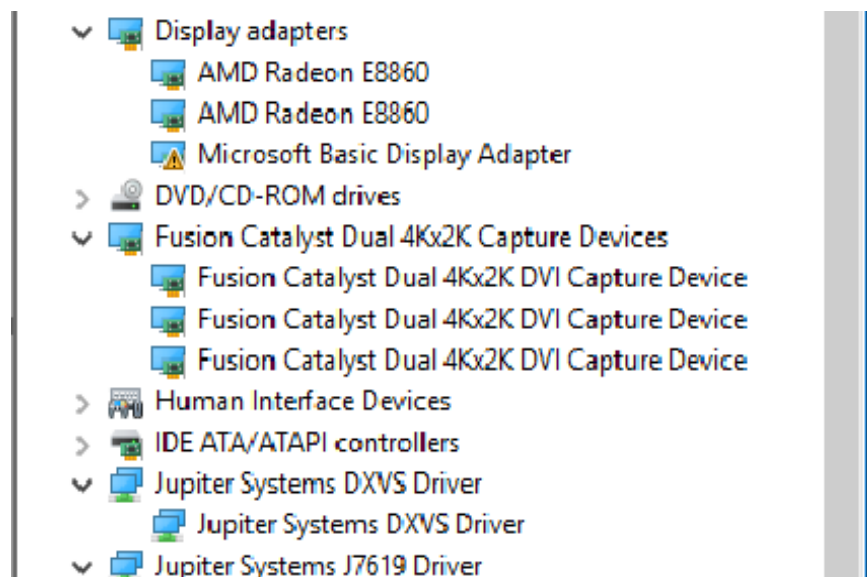 Display adapters
AMD Radeon E8860
AMD Radeon E8860
Microsoft Basic Display Adapter
DVD/CD-ROM drives
Fusion Catalyst Dual 4Kx2K Capture Devices
Fusion Catalyst Dual 4Kx2K DVI Capture Device
Fusion Catalyst Dual 4Kx2K DVI Capture Device
Fusion Catalyst Dual 4Kx2K DVI Capture Device
Human Interface Devices
IDE ATA/ATAPI controllers
Jupiter Systems DXVS Driver
Jupiter Systems DXVS Driver
Jupiter Systems J7619 Driver